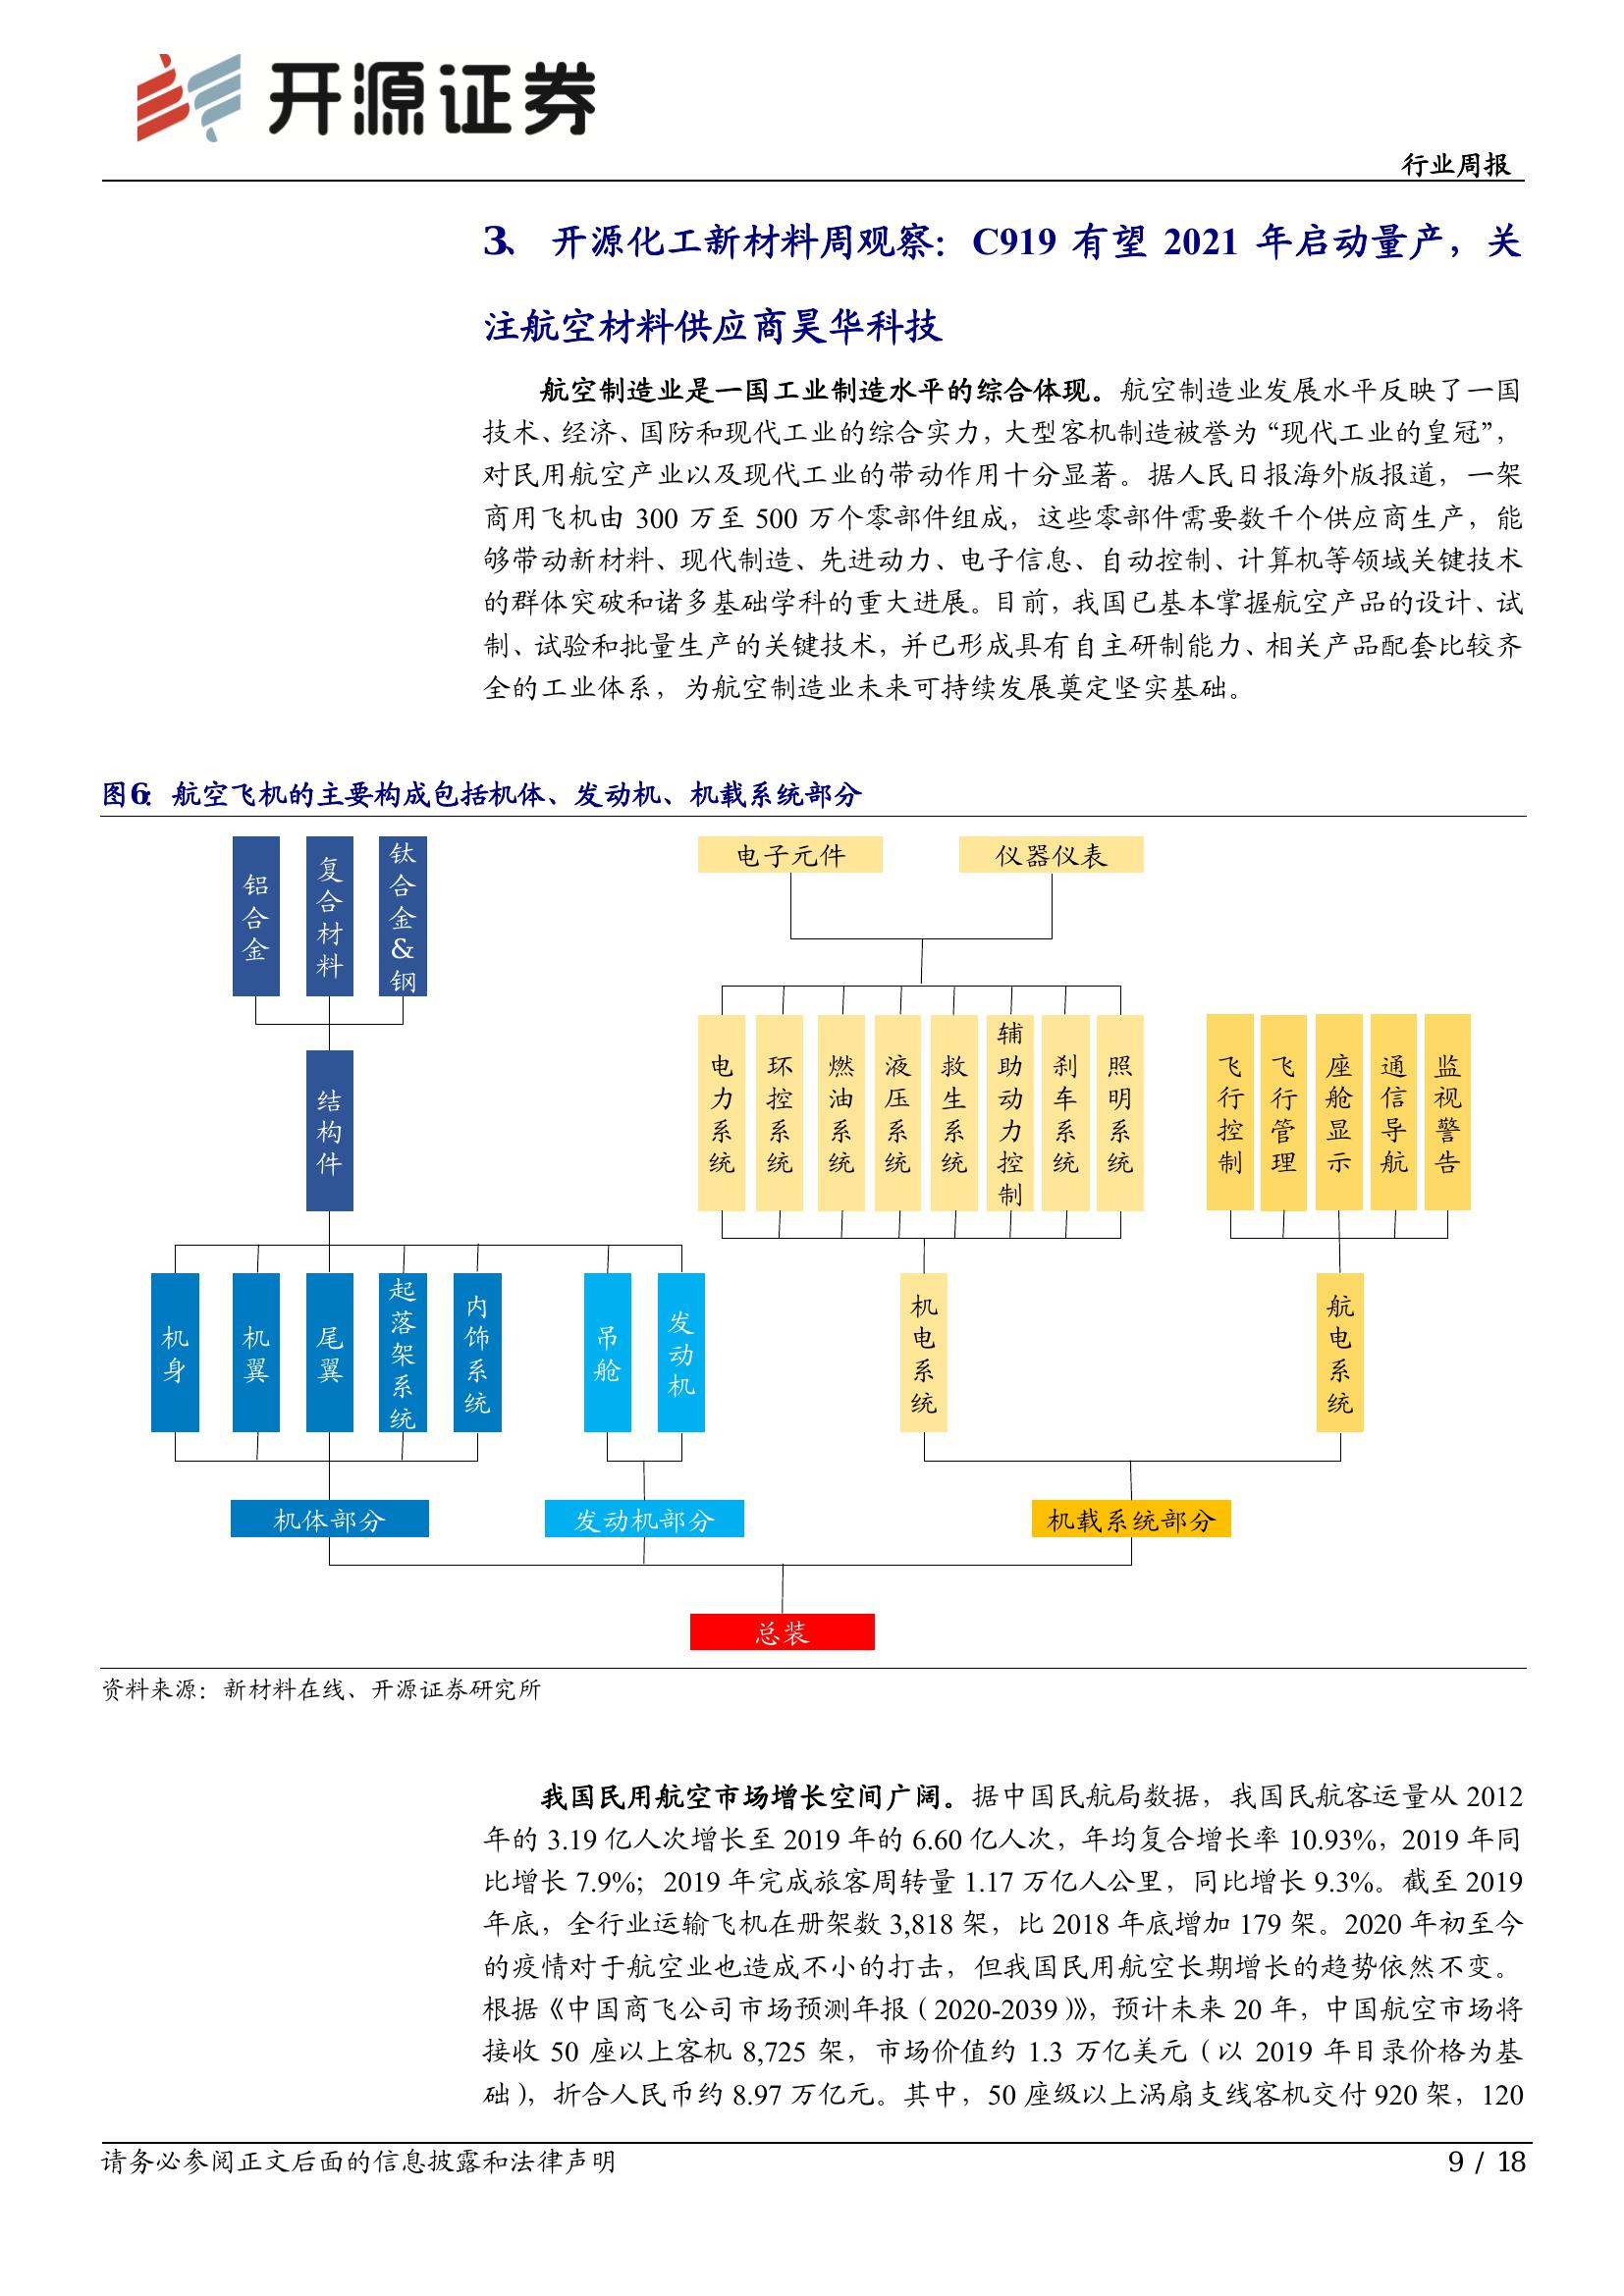 开源证券
行业周报
3、 开源化工新材料周观察：C919 有望 2021 年启动量产，关
注航空材料供应商昊华科技
航空制造业是一国工业制造水平的综合体现。航空制造业发展水平反映了一国
技术、经济、国防和现代工业的综合实力，大型客机制造被誉为“现代工业的皇冠”，
对民用航空产业以及现代工业的带动作用十分显著。据人民日报海外版报道，一架
商用飞机由 300 万至 500 万个零部件组成，这些零部件需要数千个供应商生产，能
够带动新材料、现代制造、先进动力、电子信息、自动控制、计算机等领域关键技术
的群体突破和诸多基础学科的重大进展。目前，我国已基本掌握航空产品的设计、试
制、试验和批量生产的关键技术，并已形成具有自主研制能力、相关产品配套比较齐
全的工业体系，为航空制造业未来可持续发展奠定坚实基础。
图6：航空飞机的主要构成包括机体、发动机、机载系统部分
铝合金
复合材料
钛合金&钢
电子元件
仪器仪表
结构件
电力系统
环控系统
燃油系统
液压系统
救生系统
辅助动力控制
刹车系统
照明系统
飞行控制
飞行管理
座舱显示
通信导航
监视警告
机身
机翼
尾翼
起落架系统
内饰系统
吊舱
发动机
机电系统
航电系统
机体部分
发动机部分
机载系统部分
总装
资料来源：新材料在线、开源证券研究所
我国民用航空市场增长空间广阔。据中国民航局数据，我国民航客运量从 2012
年的 3.19 亿人次增长至 2019 年的 6.60 亿人次，年均复合增长率 10.93%，2019 年同
比增长 7.9%；2019 年完成旅客周转量 1.17 万亿人公里，同比增长 9.3%。截至 2019
年底，全行业运输飞机在册架数 3,818 架，比 2018 年底增加 179 架。2020 年初至今
的疫情对于航空业也造成不小的打击，但我国民用航空长期增长的趋势依然不变。
根据《中国商飞公司市场预测年报（2020-2039）》，预计未来 20 年，中国航空市场将
接收 50 座以上客机 8,725 架，市场价值约 1.3 万亿美元（以 2019 年目录价格为基
础），折合人民币约 8.97 万亿元。其中，50 座级以上涡扇支线客机交付 920 架，120
请务必参阅正文后面的信息披露和法律声明
9 / 18